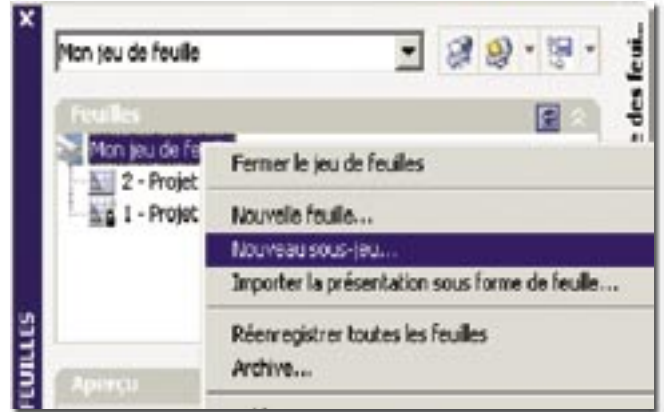 Mon jeu de feuille
Feuilles
Mon jeu de fe
2 - Projet
1 - Projet
Fermer le jeu de feuilles
Nouvelle feuille...
Nouveau sous-jeu...
Importer la présentation sous forme de feuille...
Réenregistrer toutes les feuilles
Archive...
Aperçu
FEUILLES
des feui...